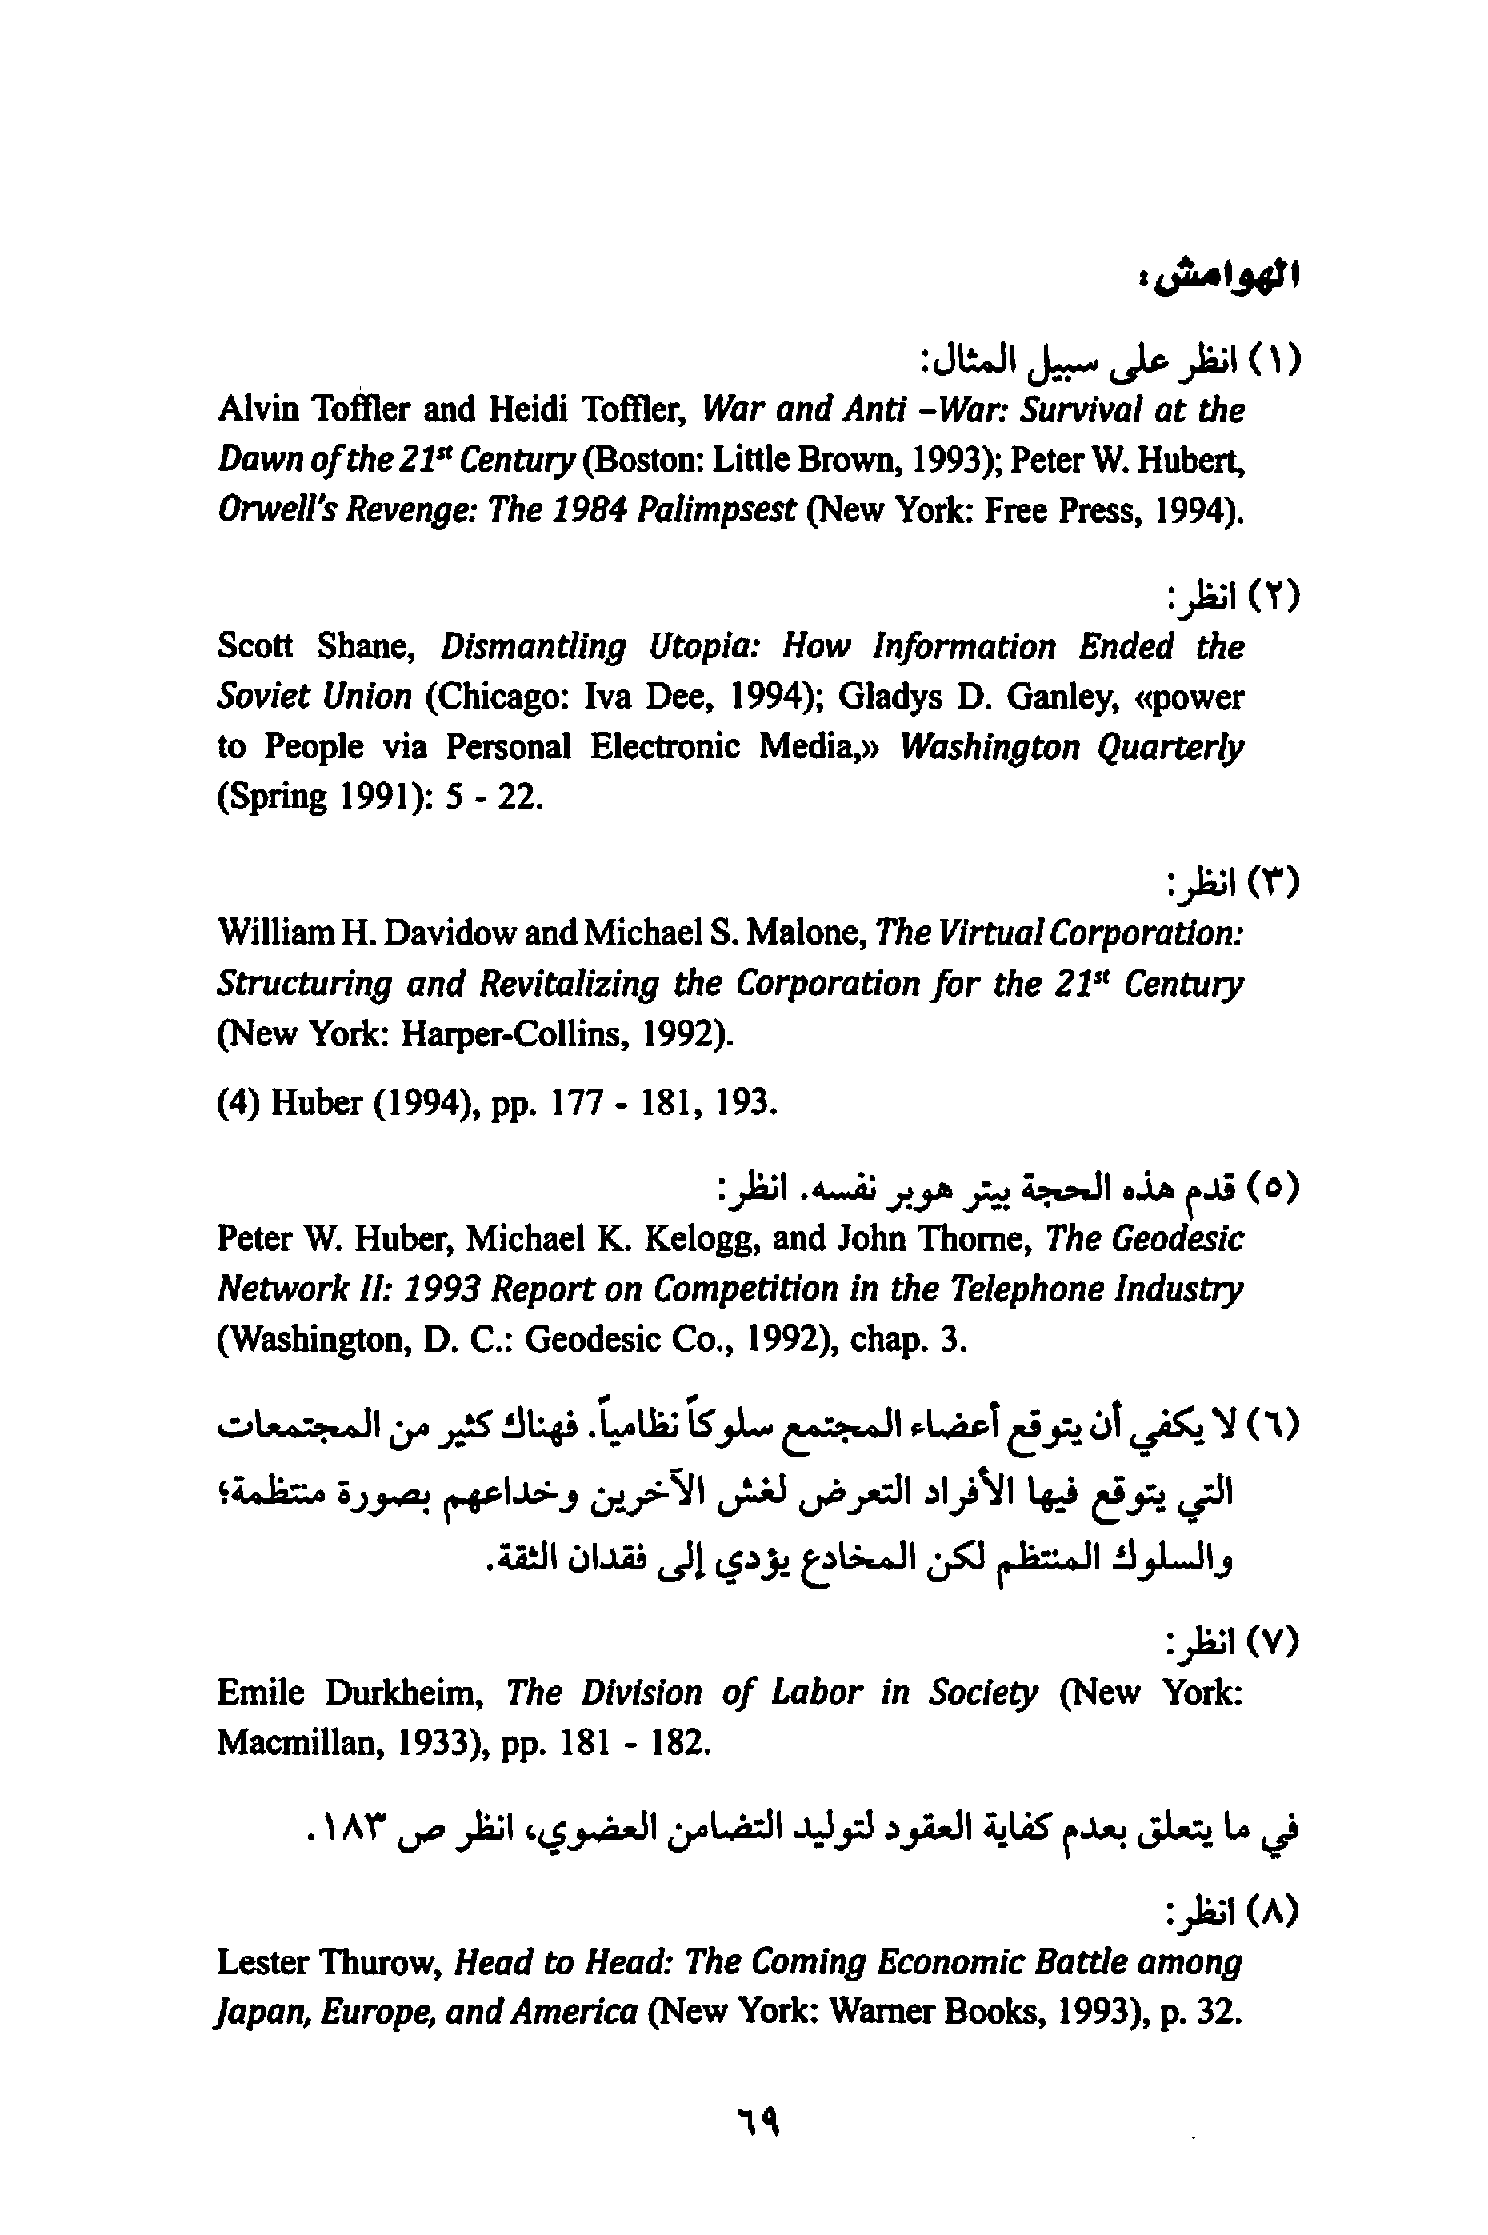 الهوامش:
(١) انظر على سبيل المثال:
Alvin Toffler and Heidi Toffler, War and Anti -War: Survival at the
Dawn of the 21st Century (Boston: Little Brown, 1993); Peter W. Hubert,
Orwell's Revenge: The 1984 Palimpsest (New York: Free Press, 1994).
(٢) انظر:
Scott Shane, Dismantling Utopia: How Information Ended the
Soviet Union (Chicago: Iva Dee, 1994); Gladys D. Ganley, «power
to People via Personal Electronic Media,» Washington Quarterly
(Spring 1991): 5 - 22.
(٣) انظر:
William H. Davidow and Michael S. Malone, The Virtual Corporation:
Structuring and Revitalizing the Corporation for the 21st Century
(New York: Harper-Collins, 1992).
(4) Huber (1994), pp. 177 - 181, 193.
(٥) قدم هذه الحجة بيتر هوبر نفسه. انظر:
Peter W. Huber, Michael K. Kelogg, and John Thorne, The Geodesic
Network II: 1993 Report on Competition in the Telephone Industry
(Washington, D. C.: Geodesic Co., 1992), chap. 3.
(٦) لا يكفي أن يتوقع أعضاء المجتمع سلوكاً نظامياً. فهناك كثير من المجتمعات
التي يتوقع فيها الأفراد التعرض لغش الآخرين وخداعهم بصورة منتظمة؛
والسلوك المنتظم لكن المخادع يؤدي إلى فقدان الثقة.
(٧) انظر:
Emile Durkheim, The Division of Labor in Society (New York:
Macmillan, 1933), pp. 181 - 182.
في ما يتعلق بعدم كفاية العقود لتوليد التضامن العضوي، انظر ص ١٨٣.
(٨) انظر:
Lester Thurow, Head to Head: The Coming Economic Battle among
Japan, Europe, and America (New York: Warner Books, 1993), p. 32.
٦٩